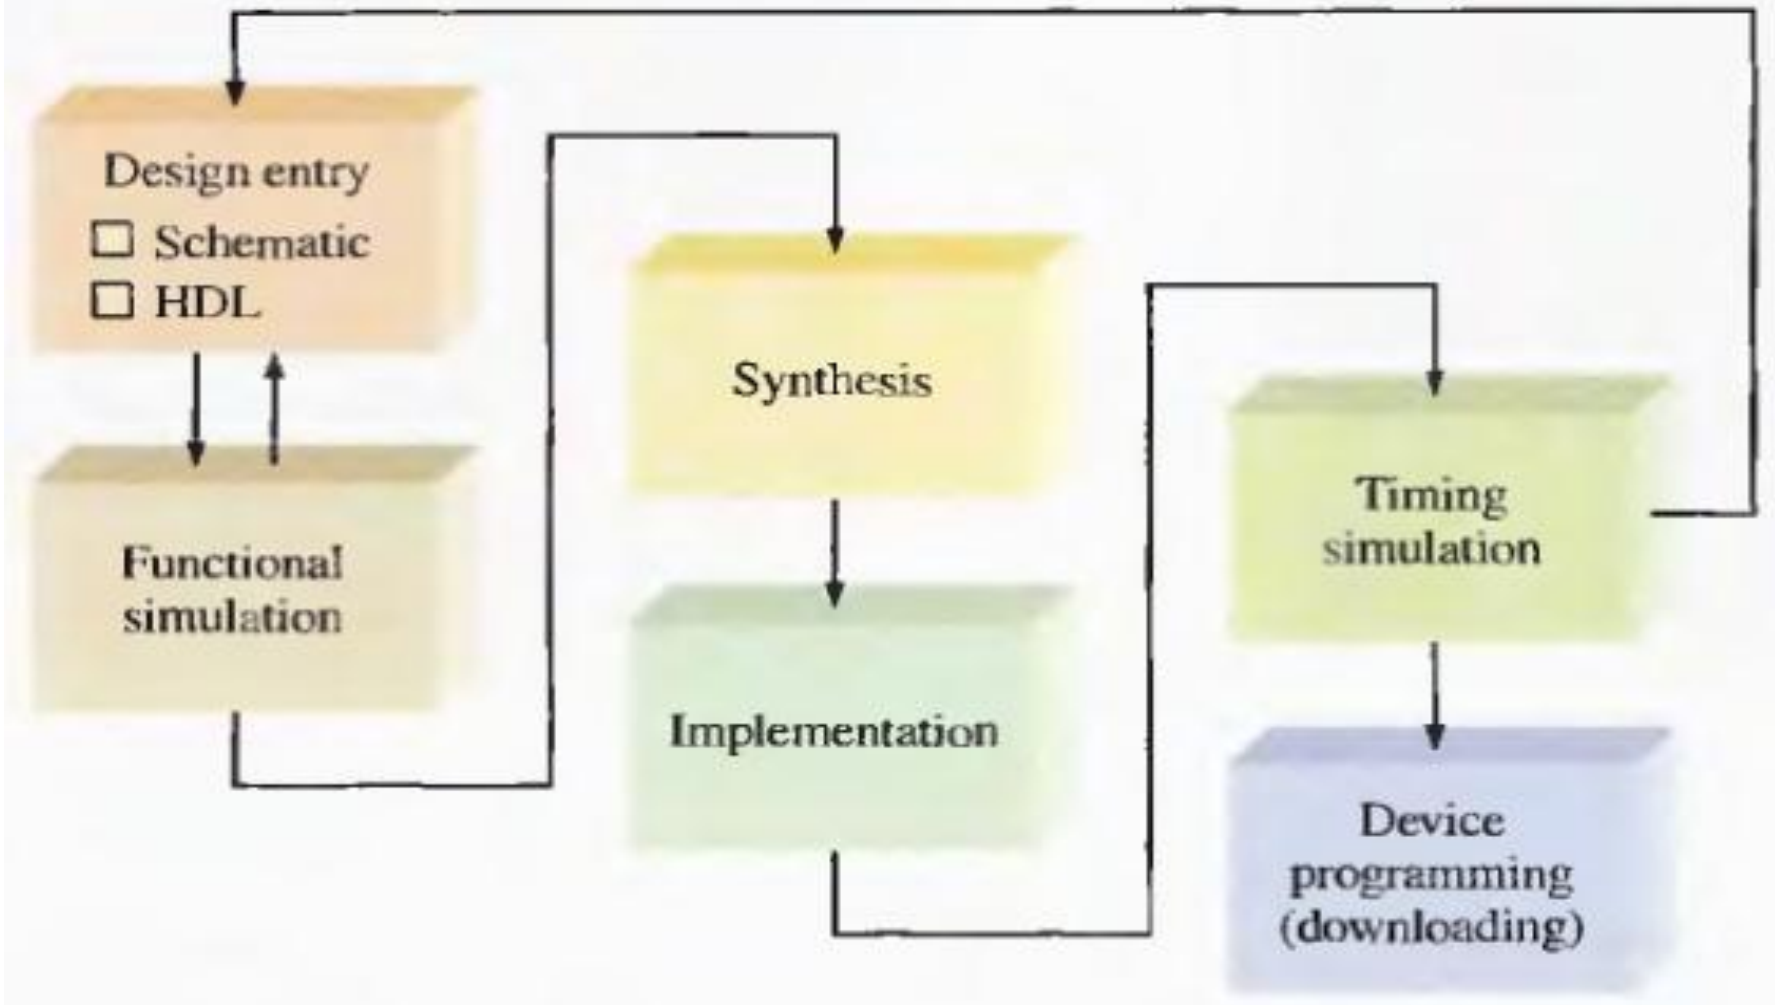 Design entry
Schematic
HDL
Functional
simulation
Synthesis
Implementation
Timing
simulation
Device
programming
(downloading)